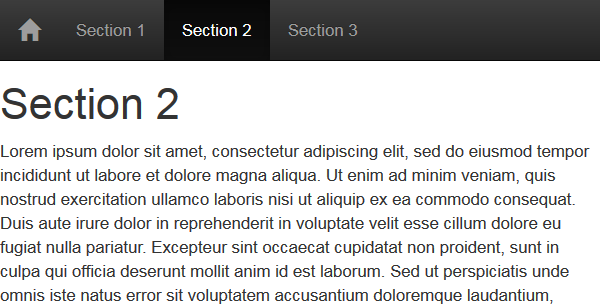 Section 1 Section 2 Section 3
Section 2
Lorem ipsum dolor sit amet, consectetur adipiscing elit, sed do eiusmod tempor
incididunt ut labore et dolore magna aliqua. Ut enim ad minim veniam, quis
nostrud exercitation ullamco laboris nisi ut aliquip ex ea commodo consequat.
Duis aute irure dolor in reprehenderit in voluptate velit esse cillum dolore eu
fugiat nulla pariatur. Excepteur sint occaecat cupidatat non proident, sunt in
culpa qui officia deserunt mollit anim id est laborum. Sed ut perspiciatis unde
omnis iste natus error sit voluptatem accusantium doloremque laudantium,